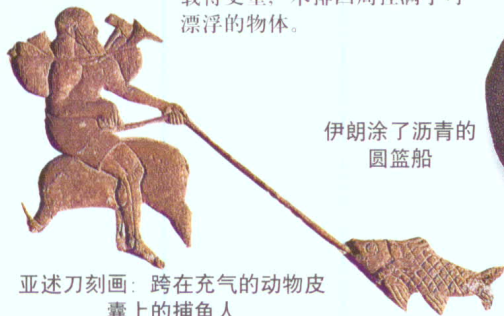 漂浮的物体。
伊朗涂了沥青的
圆篮船
亚述刀刻画：跨在充气的动物皮
囊上的捕鱼人